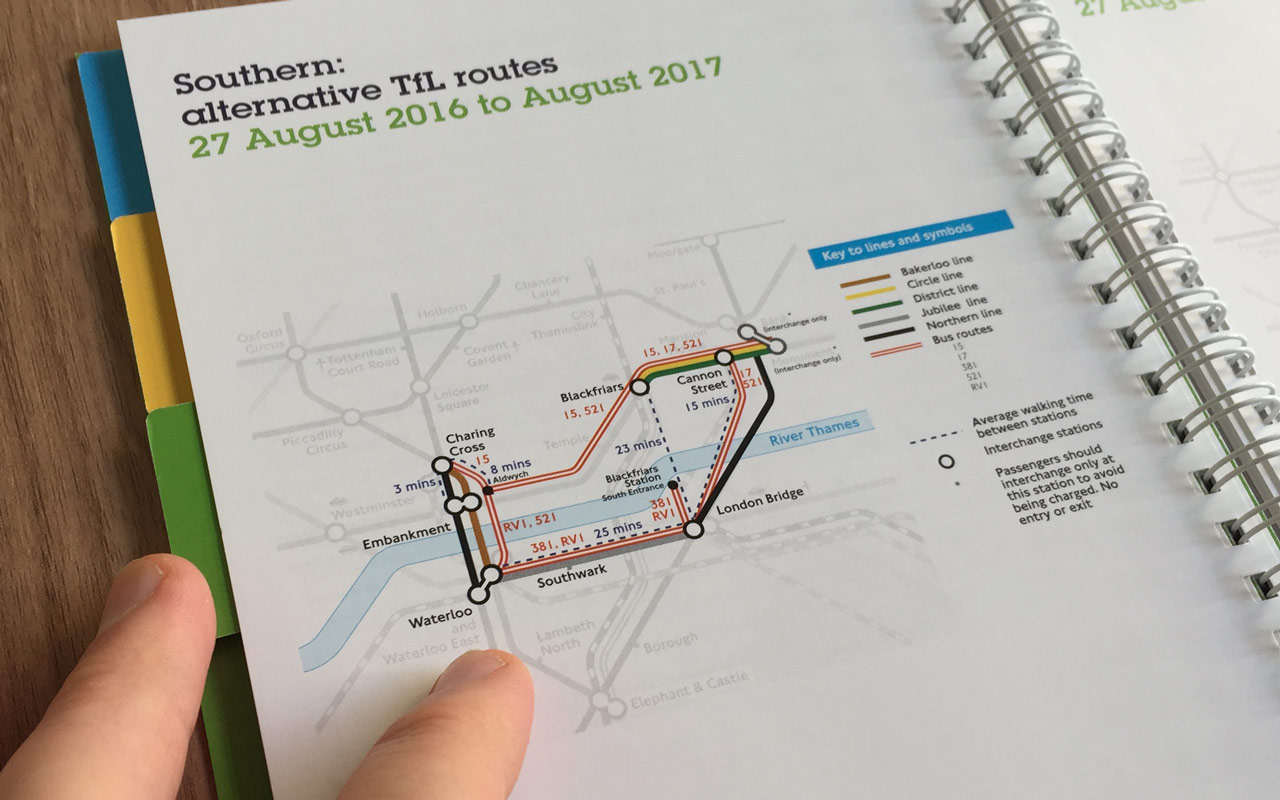 27 Augu
Southern:
alternative TfL routes
27 August 2016 to August 2017
Key to lines and symbols
Bakerloo line
Circle line
District line
Jubilee line
Northern line
Bus routes
15
17
381
521
RV1
Average walking time
between stations
Interchange stations
Passengers should
interchange only at
this station to avoid
being charged. No
entry or exit
Moorgate
Chancery
Lane
St. Paul's
Holborn
City
Thameslink
Bank
(Interchange only
Oxford
Circus
Tottenham
Court Road
Covent
Garden
Mansion
15, 17, 521
Monument
(Interchange only)
Cannon
Street
17
521
Blackfriars
Leicester
Square
15, 521
15 mins
Piccadilly
Circus
Charing
Cross
15
Temple
23 mins
River Thames
8 mins
Aldwych
3 mins
Blackfriars
Station
South Entrance
Westminster
381
RV1
London Bridge
Embankment
RV1, 521
381, RV1
25 mins
Southwark
Waterloo
and
Waterloo East
Lambeth
North
Borough
Elephant & Castle